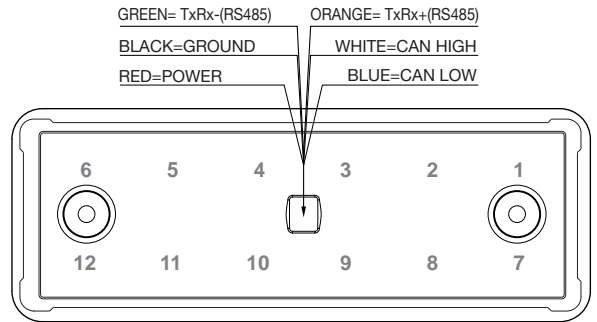 GREEN= TxRx-(RS485) ORANGE= TxRx+(RS485)
BLACK=GROUND WHITE=CAN HIGH
RED=POWER BLUE=CAN LOW
6 5 4 3 2 1
12 11 10 9 8 7